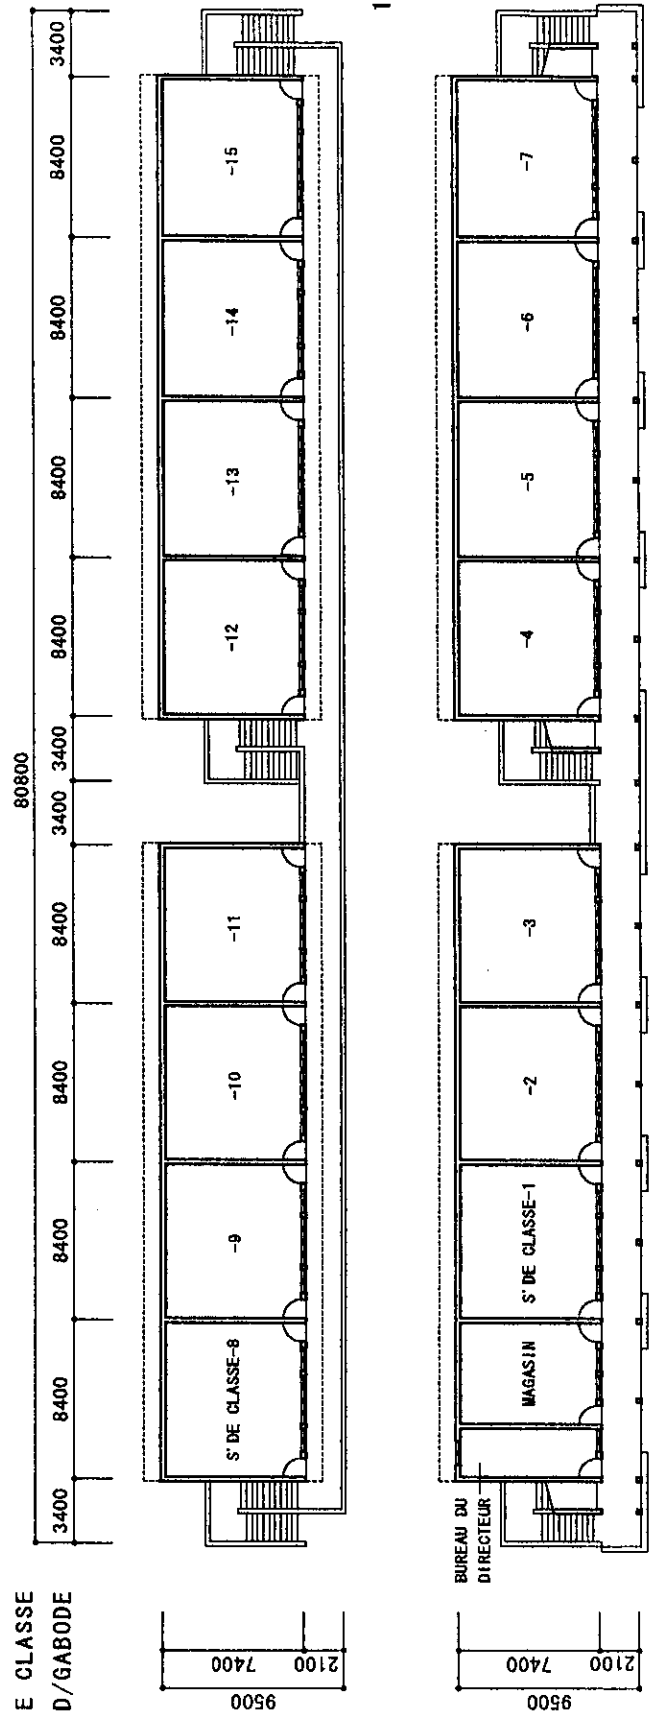 E CLASSE
D/GABODE
80800
3400 8400 8400 8400 8400 3400 3400 8400 8400 8400 8400 3400
9500
7400
2100
S' DE CLASSE-8 -9 -10 -11 -12 -13 -14 -15
1
9500
7400
2100
BUREAU DU
DIRECTEUR
MAGASIN S' DE CLASSE-1 -2 -3 -4 -5 -6 -7